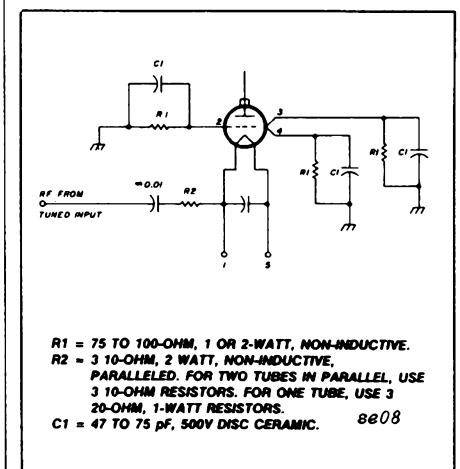 C1
R1
2
3
4
R1
C1
R1
C1
RF FROM
TUNED INPUT
≈0.01
R2
1
5
R1 = 75 TO 100-OHM, 1 OR 2-WATT, NON-INDUCTIVE.
R2 = 3 10-OHM, 2 WATT, NON-INDUCTIVE,
PARALLELED. FOR TWO TUBES IN PARALLEL, USE
3 10-OHM RESISTORS. FOR ONE TUBE, USE 3
20-OHM, 1-WATT RESISTORS.
C1 = 47 TO 75 pF, 500V DISC CERAMIC.
se08